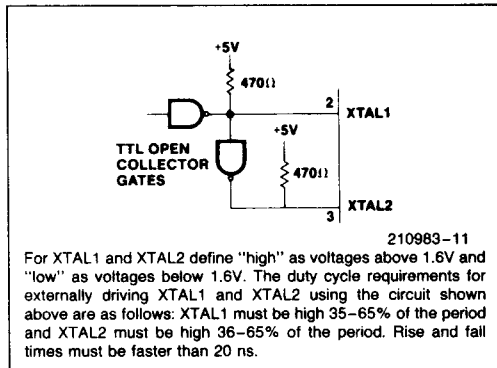 +5V
470Ω
2
XTAL1
+5V
TTL OPEN
COLLECTOR
GATES
470Ω
XTAL2
3
210983-11
For XTAL1 and XTAL2 define "high" as voltages above 1.6V and
"low" as voltages below 1.6V. The duty cycle requirements for
externally driving XTAL1 and XTAL2 using the circuit shown
above are as follows: XTAL1 must be high 35-65% of the period
and XTAL2 must be high 36-65% of the period. Rise and fall
times must be faster than 20 ns.